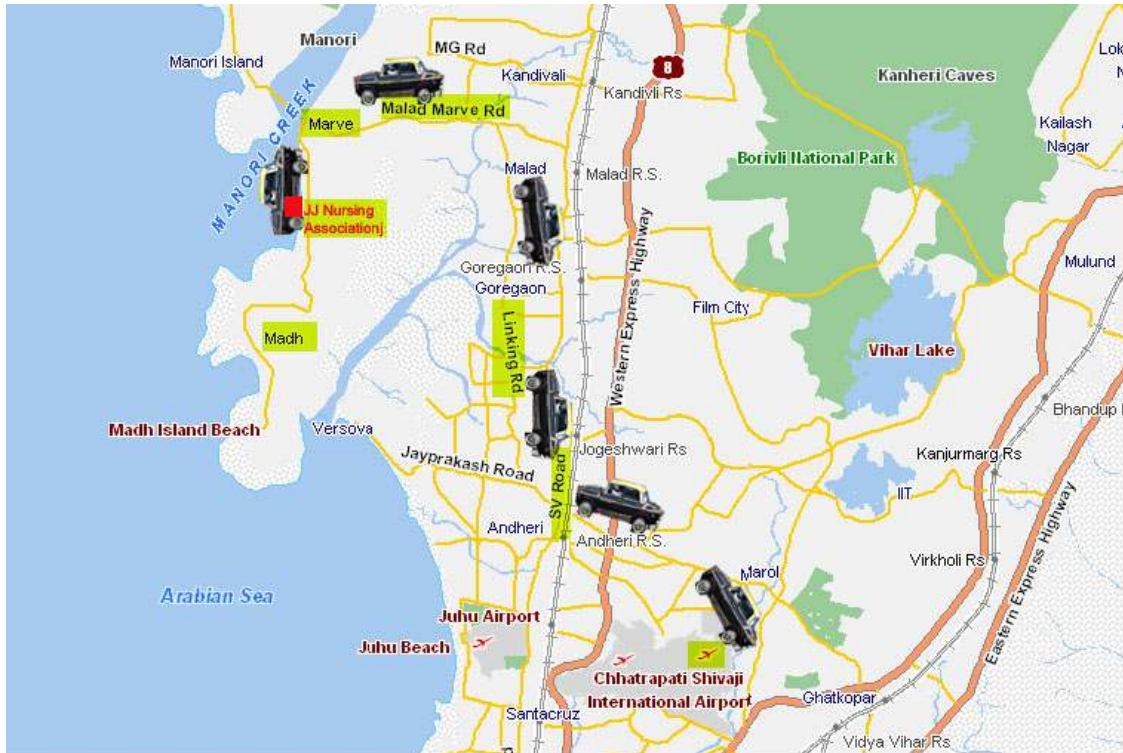 Manori
Manori Island
MG Rd
Kandivali
8
Kanheri Caves
Kandivli Rs
Malad Marve Rd
Marve
Kailash
Nagar
MANORI CREEK
Borivli National Park
Malad
Malad R.S.
JJ Nursing
Associationj
Goregaon R.S.
Goregaon
Mulund
Western Express Highway
Film City
Linking Rd
Madh
Vihar Lake
Madh Island Beach
Versova
Bhandup
Jayprakash Road
Jogeshwari Rs
Kanjurmarg Rs
SV Road
IIT
Andheri
Andheri R.S.
Virkholi Rs
Eastern Express Highway
Marol
Arabian Sea
Juhu Airport
Juhu Beach
Chhatrapati Shivaji
International Airport
Ghatkopar
Santacruz
Vidya Vihar Rs